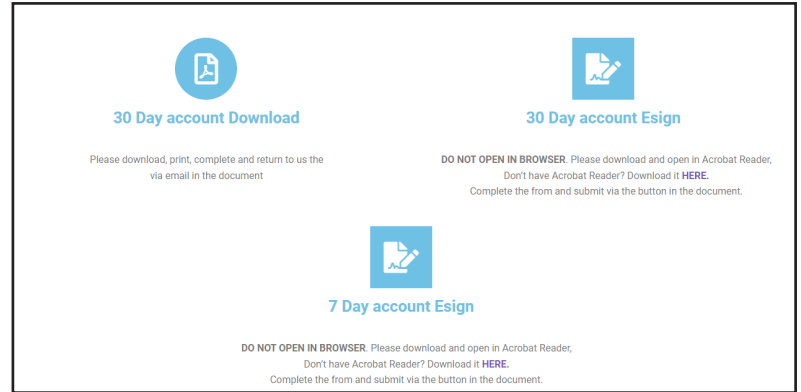 30 Day account Download
Please download, print, complete and return to us the
via email in the document
30 Day account Esign
DO NOT OPEN IN BROWSER. Please download and open in Acrobat Reader,
Don't have Acrobat Reader? Download it HERE.
Complete the from and submit via the button in the document.
7 Day account Esign
DO NOT OPEN IN BROWSER. Please download and open in Acrobat Reader,
Don't have Acrobat Reader? Download it HERE.
Complete the from and submit via the button in the document.